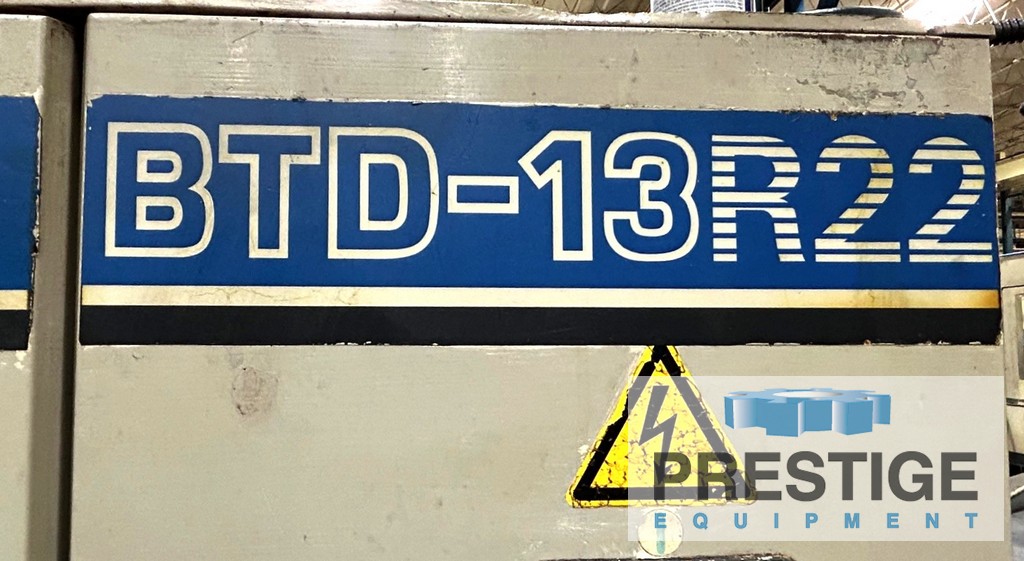 BTD-13R22
PRESTIGE
EQUIPMENT